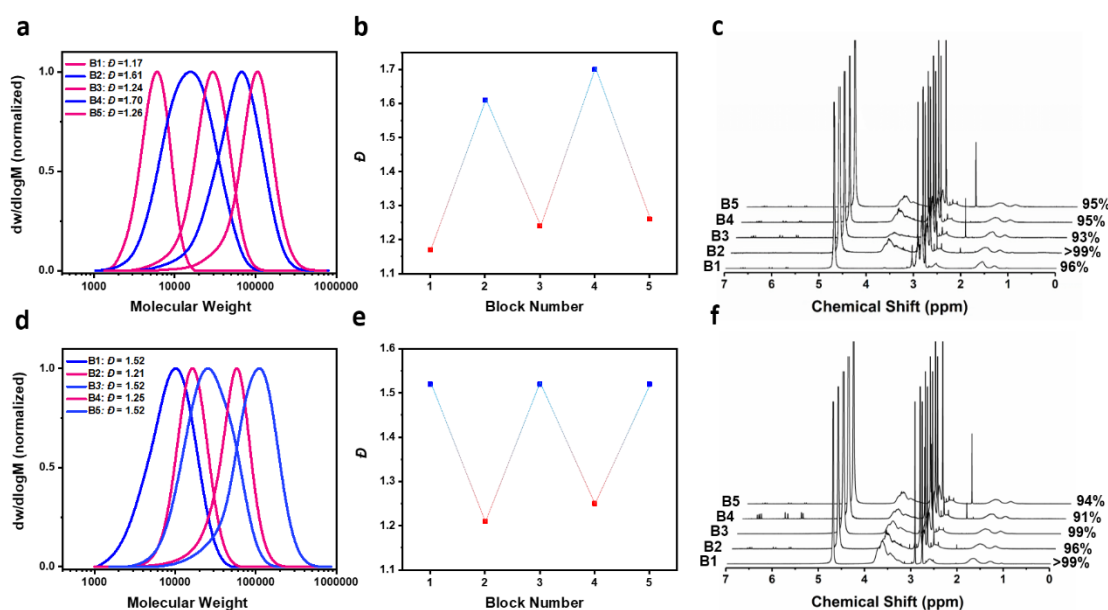 a
B1: Đ =1.17
B2: Đ =1.61
B3: Đ =1.24
B4: Đ =1.70
B5: Đ =1.26
dw/dlogM (normalized)
1.0
0.5
0.0
1000 10000 100000 1000000
Molecular Weight
b
Đ
1.7
1.6
1.5
1.4
1.3
1.2
1.1
1 2 3 4 5
Block Number
c
B5 95%
B4 95%
B3 93%
B2 >99%
B1 96%
7 6 5 4 3 2 1 0
Chemical Shift (ppm)
d
B1: Đ = 1.52
B2: Đ = 1.21
B3: Đ = 1.52
B4: Đ = 1.25
B5: Đ = 1.52
dw/dlogM (normalized)
1.0
0.5
0.0
1000 10000 100000 1000000
Molecular Weight
e
Đ
1.6
1.5
1.4
1.3
1.2
1.1
1 2 3 4 5
Block Number
f
B5 94%
B4 91%
B3 99%
B2 96%
B1 >99%
7 6 5 4 3 2 1 0
Chemical Shift (ppm)